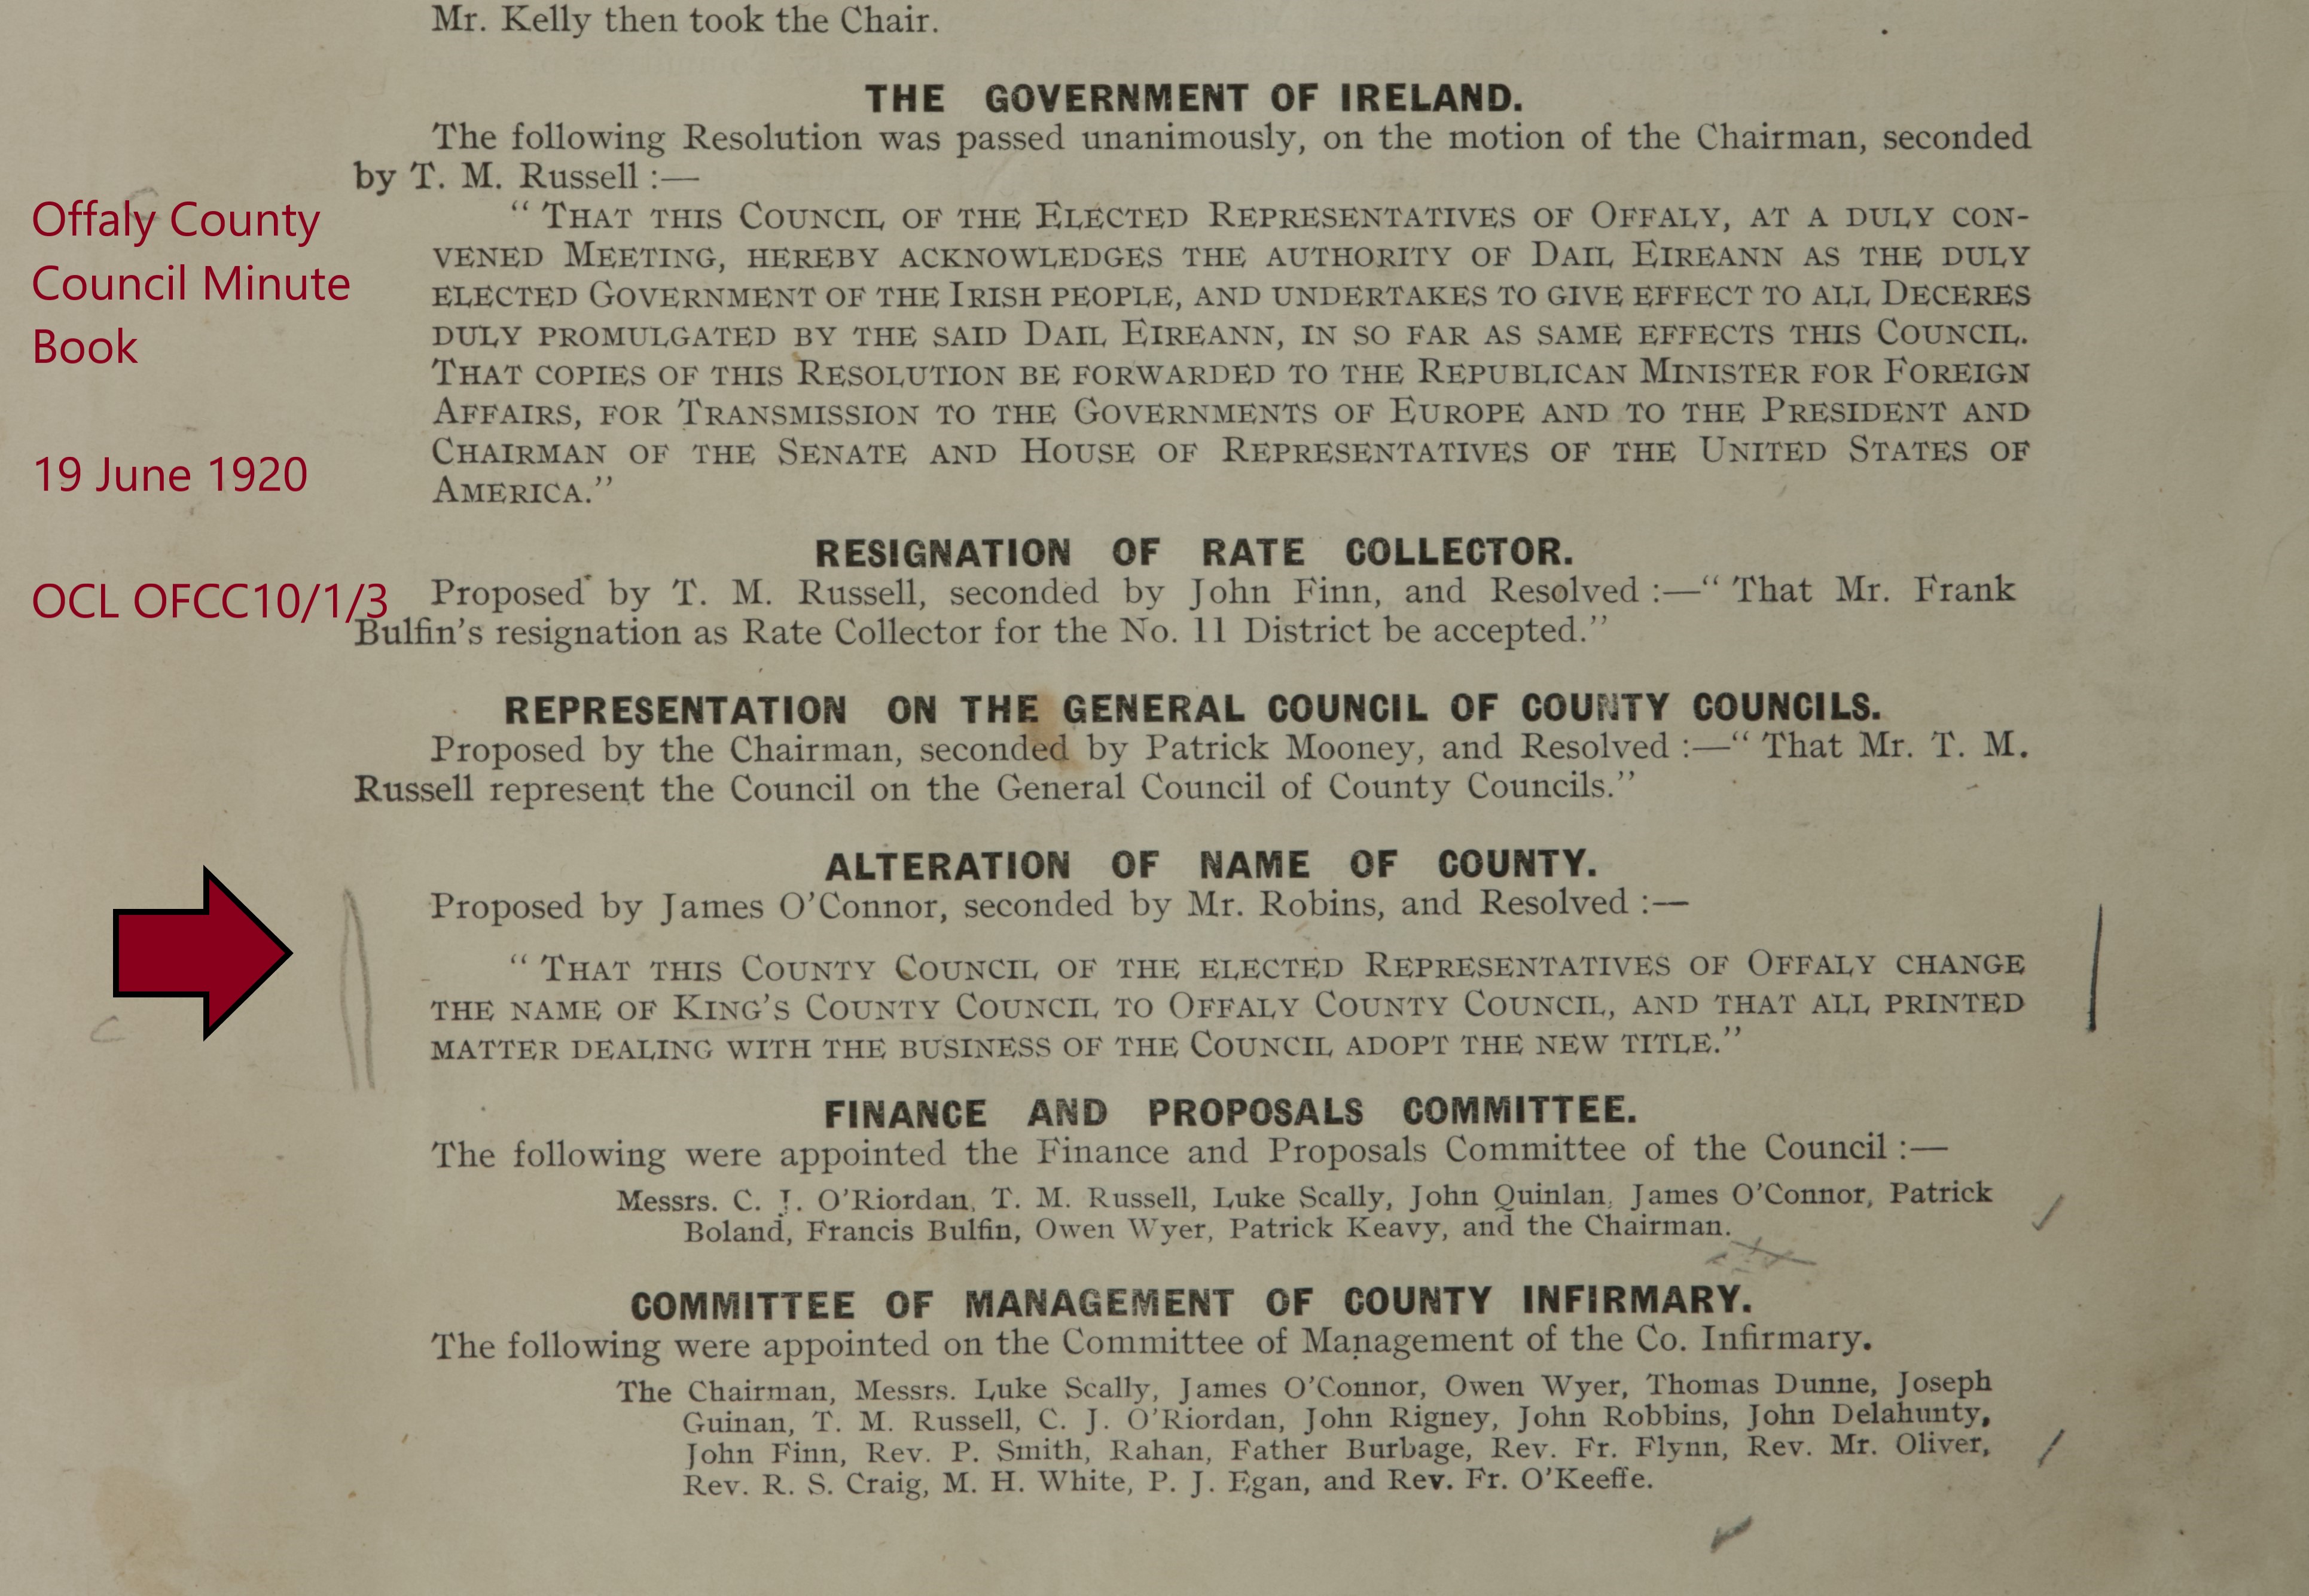 Mr. Kelly then took the Chair.
THE GOVERNMENT OF IRELAND.
The following Resolution was passed unanimously, on the motion of the Chairman, seconded
by T. M. Russell :—
“ THAT THIS COUNCIL OF THE ELECTED REPRESENTATIVES OF OFFALY, AT A DULY CON-
VENED MEETING, HEREBY ACKNOWLEDGES THE AUTHORITY OF DAIL EIREANN AS THE DULY
ELECTED GOVERNMENT OF THE IRISH PEOPLE, AND UNDERTAKES TO GIVE EFFECT TO ALL DECERES
DULY PROMULGATED BY THE SAID DAIL EIREANN, IN SO FAR AS SAME EFFECTS THIS COUNCIL.
THAT COPIES OF THIS RESOLUTION BE FORWARDED TO THE REPUBLICAN MINISTER FOR FOREIGN
AFFAIRS, FOR TRANSMISSION TO THE GOVERNMENTS OF EUROPE AND TO THE PRESIDENT AND
CHAIRMAN OF THE SENATE AND HOUSE OF REPRESENTATIVES OF THE UNITED STATES OF
AMERICA.”
RESIGNATION OF RATE COLLECTOR.
Proposed by T. M. Russell, seconded by John Finn, and Resolved :—“ That Mr. Frank
Bulfin’s resignation as Rate Collector for the No. 11 District be accepted.”
REPRESENTATION ON THE GENERAL COUNCIL OF COUNTY COUNCILS.
Proposed by the Chairman, seconded by Patrick Mooney, and Resolved :—“ That Mr. T. M.
Russell represent the Council on the General Council of County Councils.”
ALTERATION OF NAME OF COUNTY.
Proposed by James O’Connor, seconded by Mr. Robins, and Resolved :—
“ THAT THIS COUNTY COUNCIL OF THE ELECTED REPRESENTATIVES OF OFFALY CHANGE
THE NAME OF KING’S COUNTY COUNCIL TO OFFALY COUNTY COUNCIL, AND THAT ALL PRINTED
MATTER DEALING WITH THE BUSINESS OF THE COUNCIL ADOPT THE NEW TITLE.”
FINANCE AND PROPOSALS COMMITTEE.
The following were appointed the Finance and Proposals Committee of the Council :—
Messrs. C. J. O’Riordan, T. M. Russell, Luke Scally, John Quinlan, James O’Connor, Patrick
Boland, Francis Bulfin, Owen Wyer, Patrick Keavy, and the Chairman.
COMMITTEE OF MANAGEMENT OF COUNTY INFIRMARY.
The following were appointed on the Committee of Management of the Co. Infirmary.
The Chairman, Messrs. Luke Scally, James O’Connor, Owen Wyer, Thomas Dunne, Joseph
Guinan, T. M. Russell, C. J. O’Riordan, John Rigney, John Robbins, John Delahunty,
John Finn, Rev. P. Smith, Rahan, Father Burbage, Rev. Fr. Flynn, Rev. Mr. Oliver,
Rev. R. S. Craig, M. H. White, P. J. Egan, and Rev. Fr. O’Keeffe.
Offaly County
Council Minute
Book
19 June 1920
OCL OFCC10/1/3